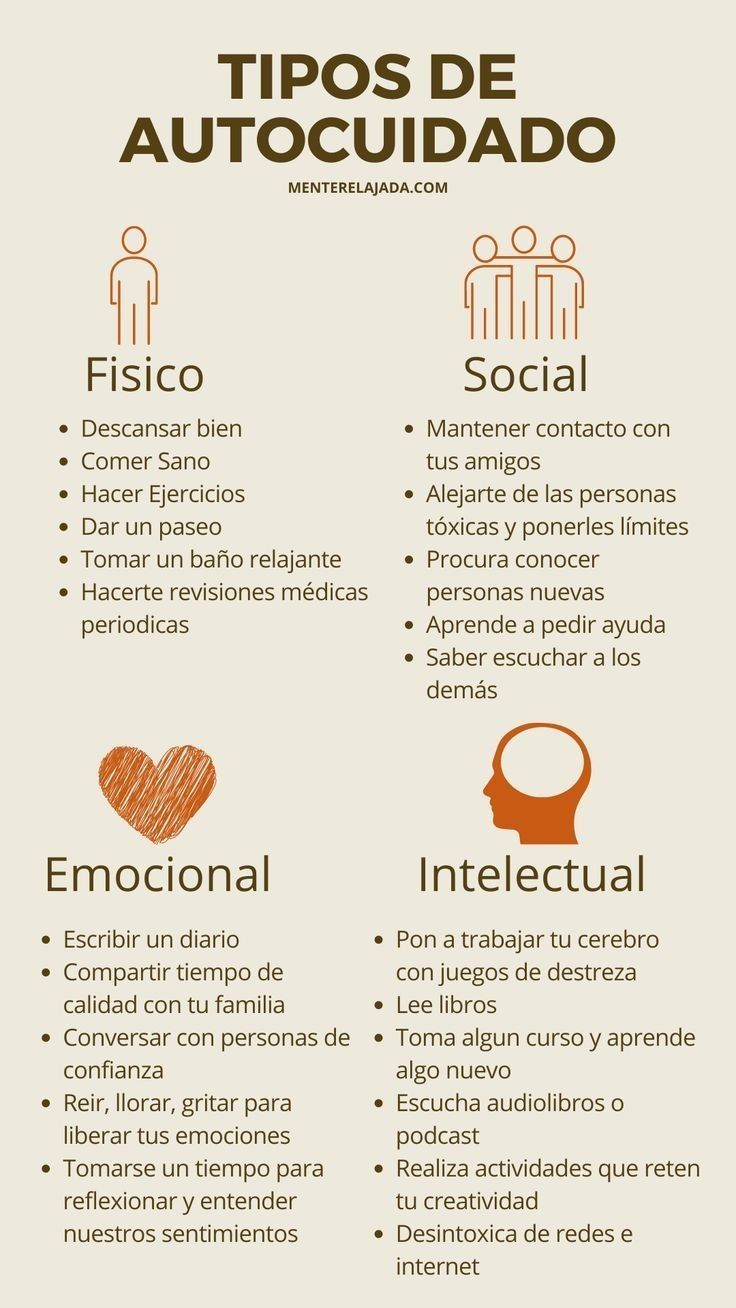 TIPOS DE
AUTOCUIDADO
MENTERELAJADA.COM
Fisico
Descansar bien
Comer Sano
Hacer Ejercicios
Dar un paseo
Tomar un baño relajante
Hacerte revisiones médicas
periodicas
Social
Mantener contacto con
tus amigos
Alejarte de las personas
tóxicas y ponerles límites
Procura conocer
personas nuevas
Aprende a pedir ayuda
Saber escuchar a los
demás
Emocional
Escribir un diario
Compartir tiempo de
calidad con tu familia
Conversar con personas de
confianza
Reir, llorar, gritar para
liberar tus emociones
Tomarse un tiempo para
reflexionar y entender
nuestros sentimientos
Intelectual
Pon a trabajar tu cerebro
con juegos de destreza
Lee libros
Toma algun curso y aprende
algo nuevo
Escucha audiolibros o
podcast
Realiza actividades que reten
tu creatividad
Desintoxica de redes e
internet